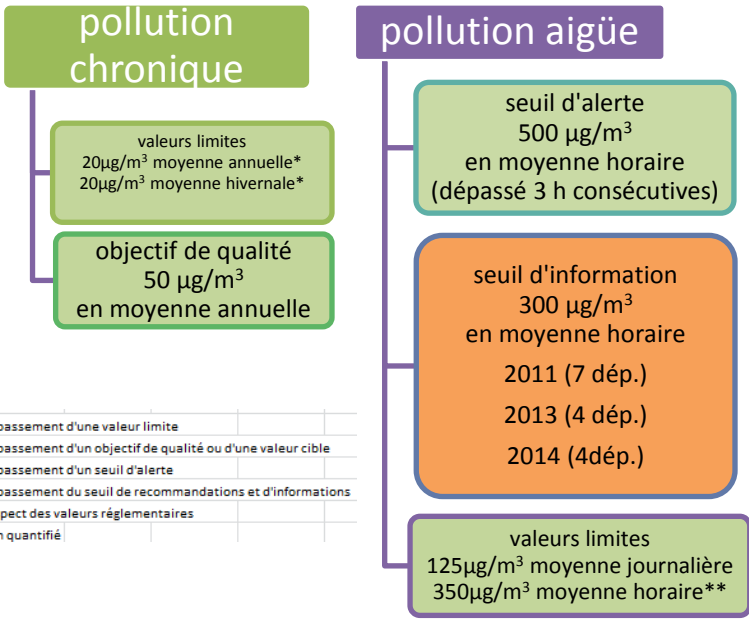 pollution
chronique
valeurs limites
20µg/m³ moyenne annuelle*
20µg/m³ moyenne hivernale*
objectif de qualité
50 µg/m³
en moyenne annuelle
passement d'une valeur limite
passement d'un objectif de qualité ou d'une valeur cible
passement d'un seuil d'alerte
passement du seuil de recommandations et d'informations
pect des valeurs réglementaires
n quantifié
pollution aigüe
seuil d'alerte
500 µg/m³
en moyenne horaire
(dépassé 3 h consécutives)
seuil d'information
300 µg/m³
en moyenne horaire
2011 (7 dép.)
2013 (4 dép.)
2014 (4dép.)
valeurs limites
125µg/m³ moyenne journalière
350µg/m³ moyenne horaire**